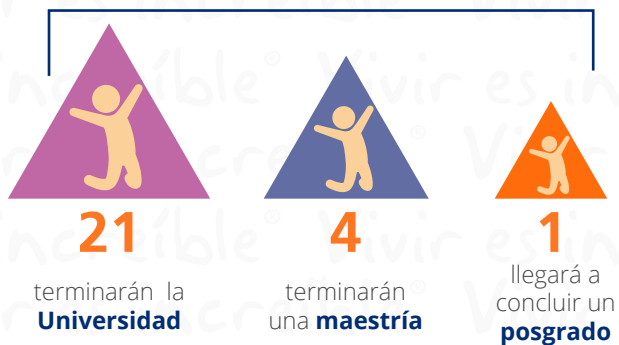 21
terminarán la
Universidad
4
terminarán
una maestría
1
llegará a
concluir un
posgrado